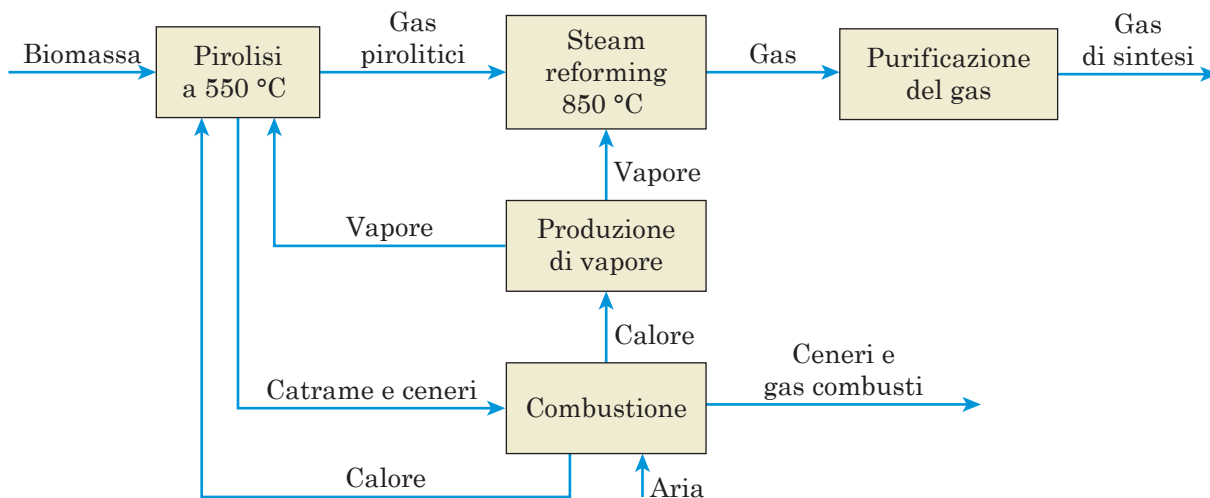 Biomassa
Pirolisi
a 550 °C
Gas
pirolitici
Steam
reforming
850 °C
Gas
Purificazione
del gas
Gas
di sintesi
Vapore
Vapore
Produzione
di vapore
Calore
Catrame e ceneri
Combustione
Ceneri e
gas combusti
Calore
Aria